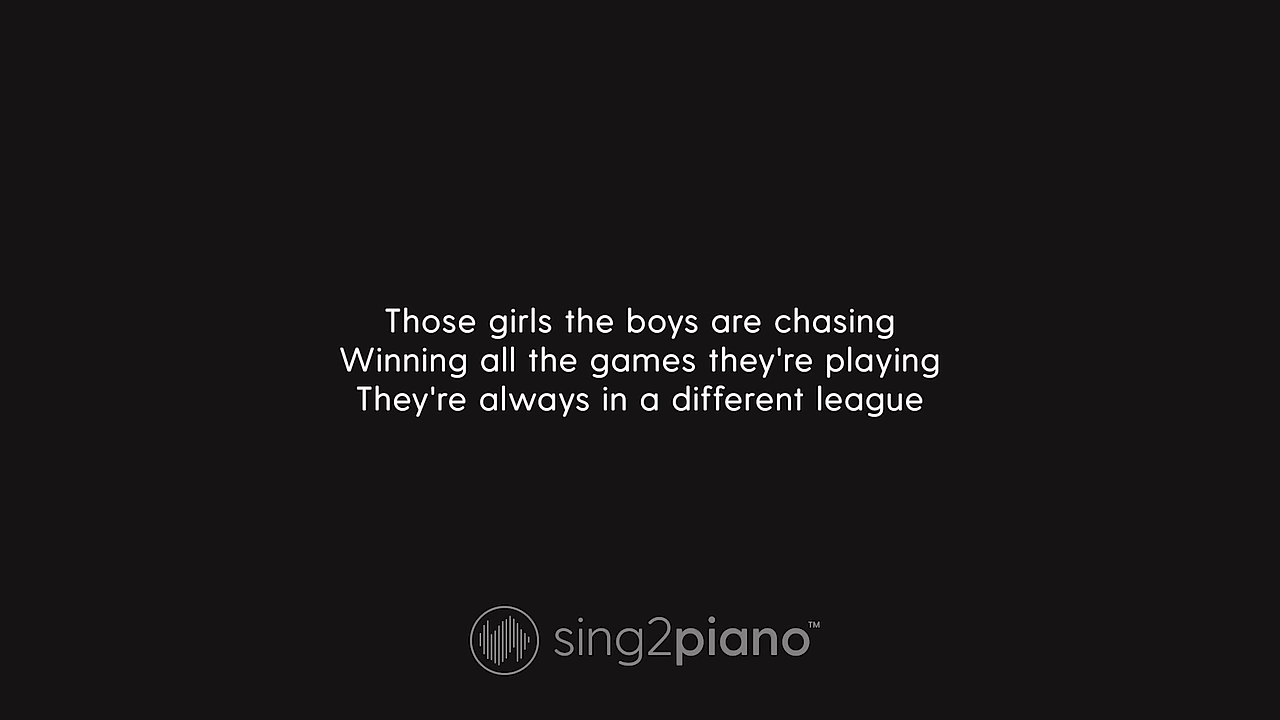 Those girls the boys are chasing
Winning all the games they're playing
They're always in a different league
sing2piano™